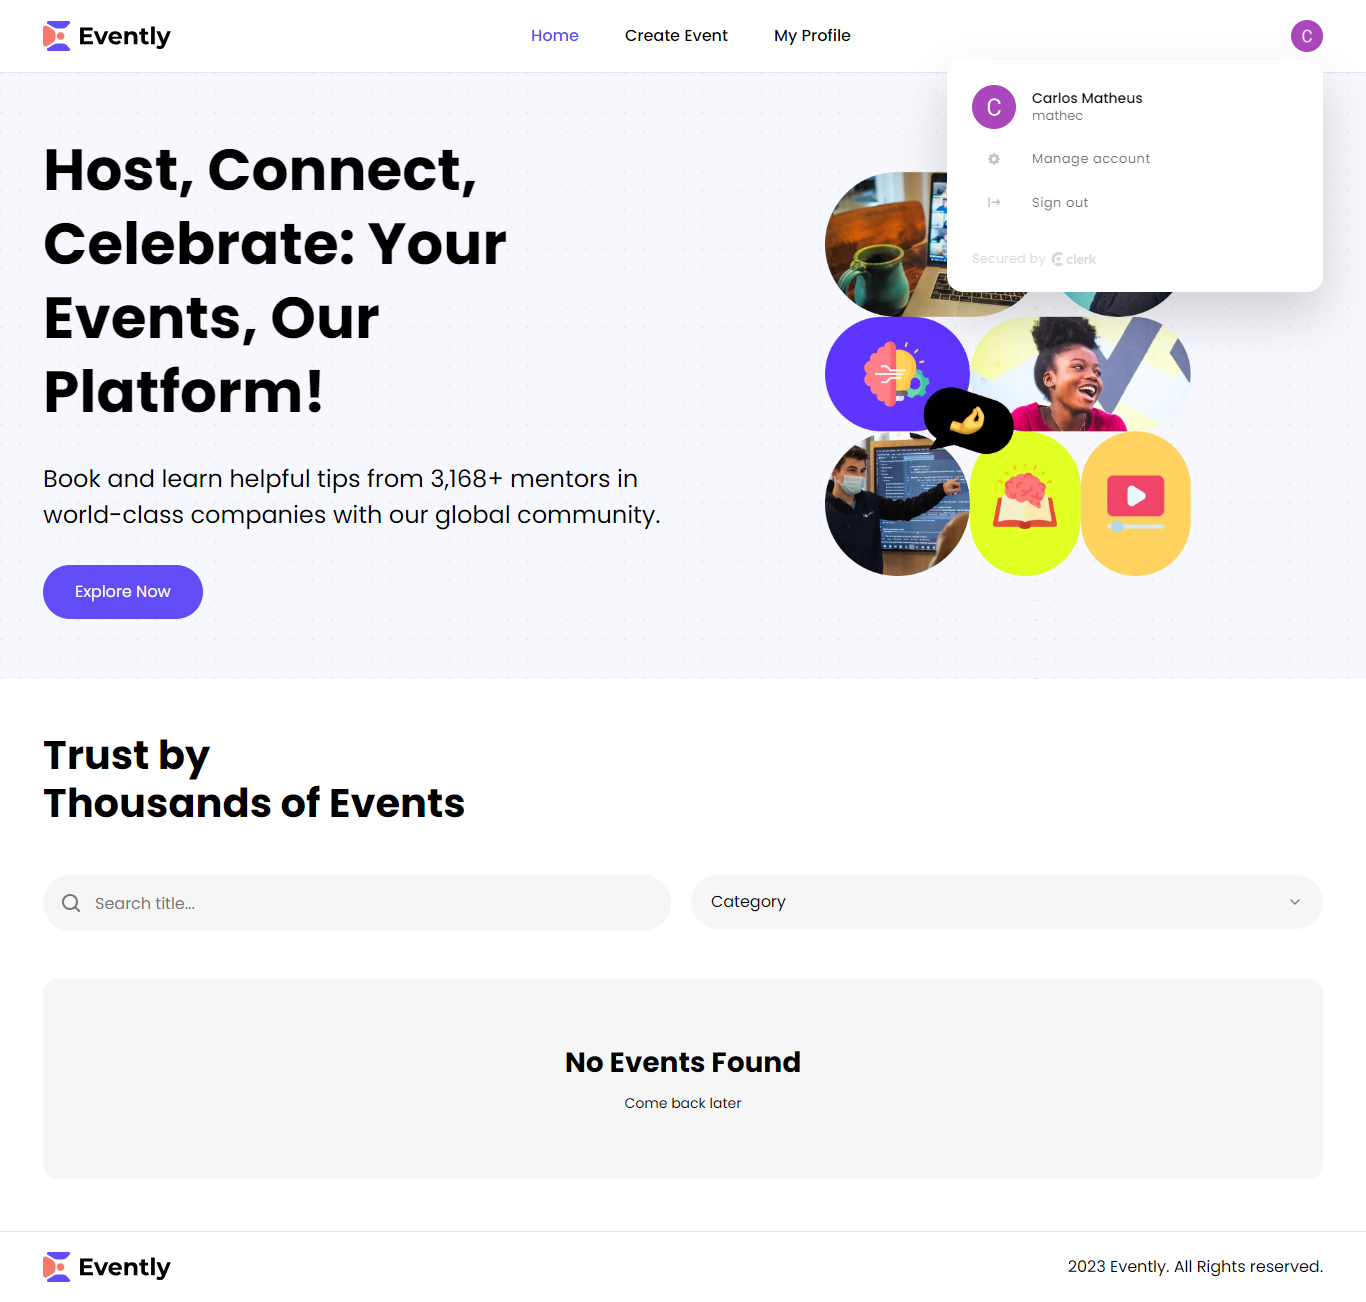 Evently
Home
Create Event
My Profile
C
C
Carlos Matheus
mathec
Manage account
Sign out
Secured by clerk
Host, Connect,
Celebrate: Your
Events, Our
Platform!
Book and learn helpful tips from 3,168+ mentors in
world-class companies with our global community.
Explore Now
Trust by
Thousands of Events
Search title...
Category
No Events Found
Come back later
Evently
2023 Evently. All Rights reserved.